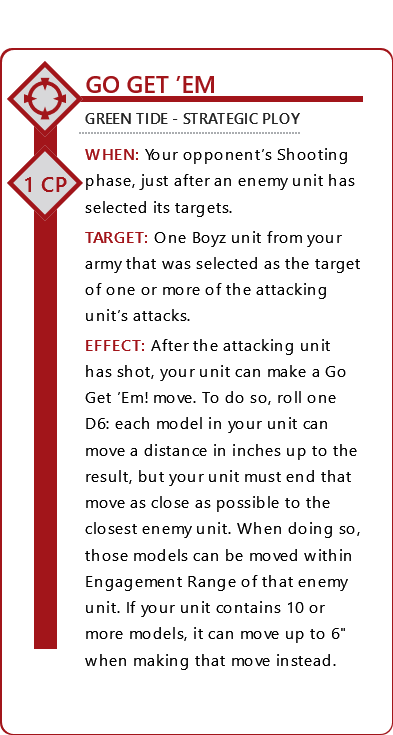 GO GET ’EM
GREEN TIDE - STRATEGIC PLOY
1 CP
WHEN: Your opponent’s Shooting
phase, just after an enemy unit has
selected its targets.
TARGET: One Boyz unit from your
army that was selected as the target
of one or more of the attacking
unit’s attacks.
EFFECT: After the attacking unit
has shot, your unit can make a Go
Get ’Em! move. To do so, roll one
D6: each model in your unit can
move a distance in inches up to the
result, but your unit must end that
move as close as possible to the
closest enemy unit. When doing so,
those models can be moved within
Engagement Range of that enemy
unit. If your unit contains 10 or
more models, it can move up to 6"
when making that move instead.